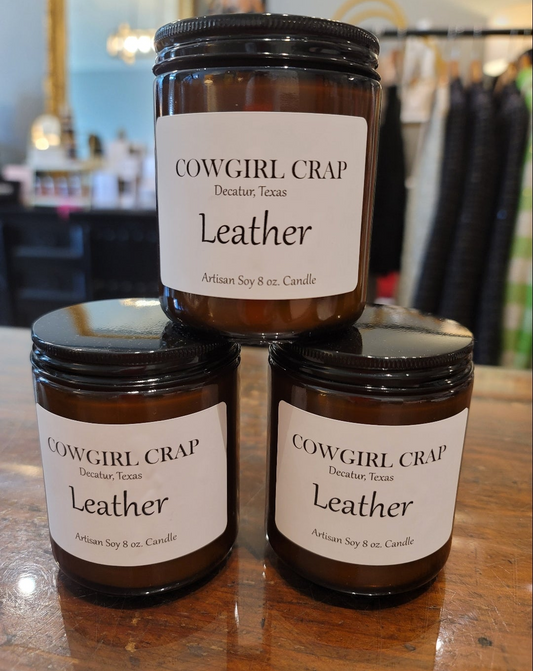 COWGIRL CRAP
Decatur, Texas
Leather
Artisan Soy 8 oz. Candle
COWGIRL CRAP
Decatur, Texas
Leather
Artisan Soy 8 oz. Candle
COWGIRL CRAP
Decatur, Texas
Leather
Artisan Soy 8 oz. Candle